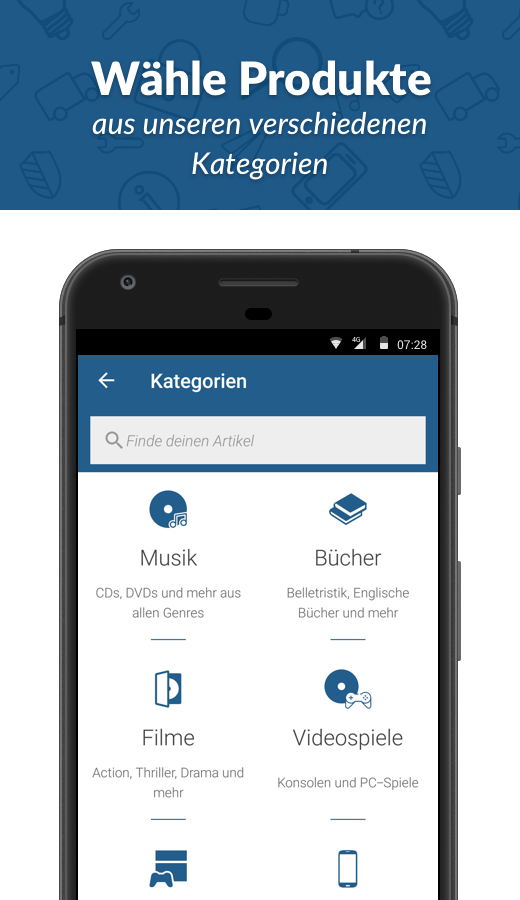 Wähle Produkte
aus unseren verschiedenen
Kategorien
4G
07:28
Kategorien
Finde deinen Artikel
Musik
Bücher
CDs, DVDs und mehr aus
allen Genres
Belletristik, Englische
Bücher und mehr
Filme
Videospiele
Action, Thriller, Drama und
mehr
Konsolen und PC-Spiele